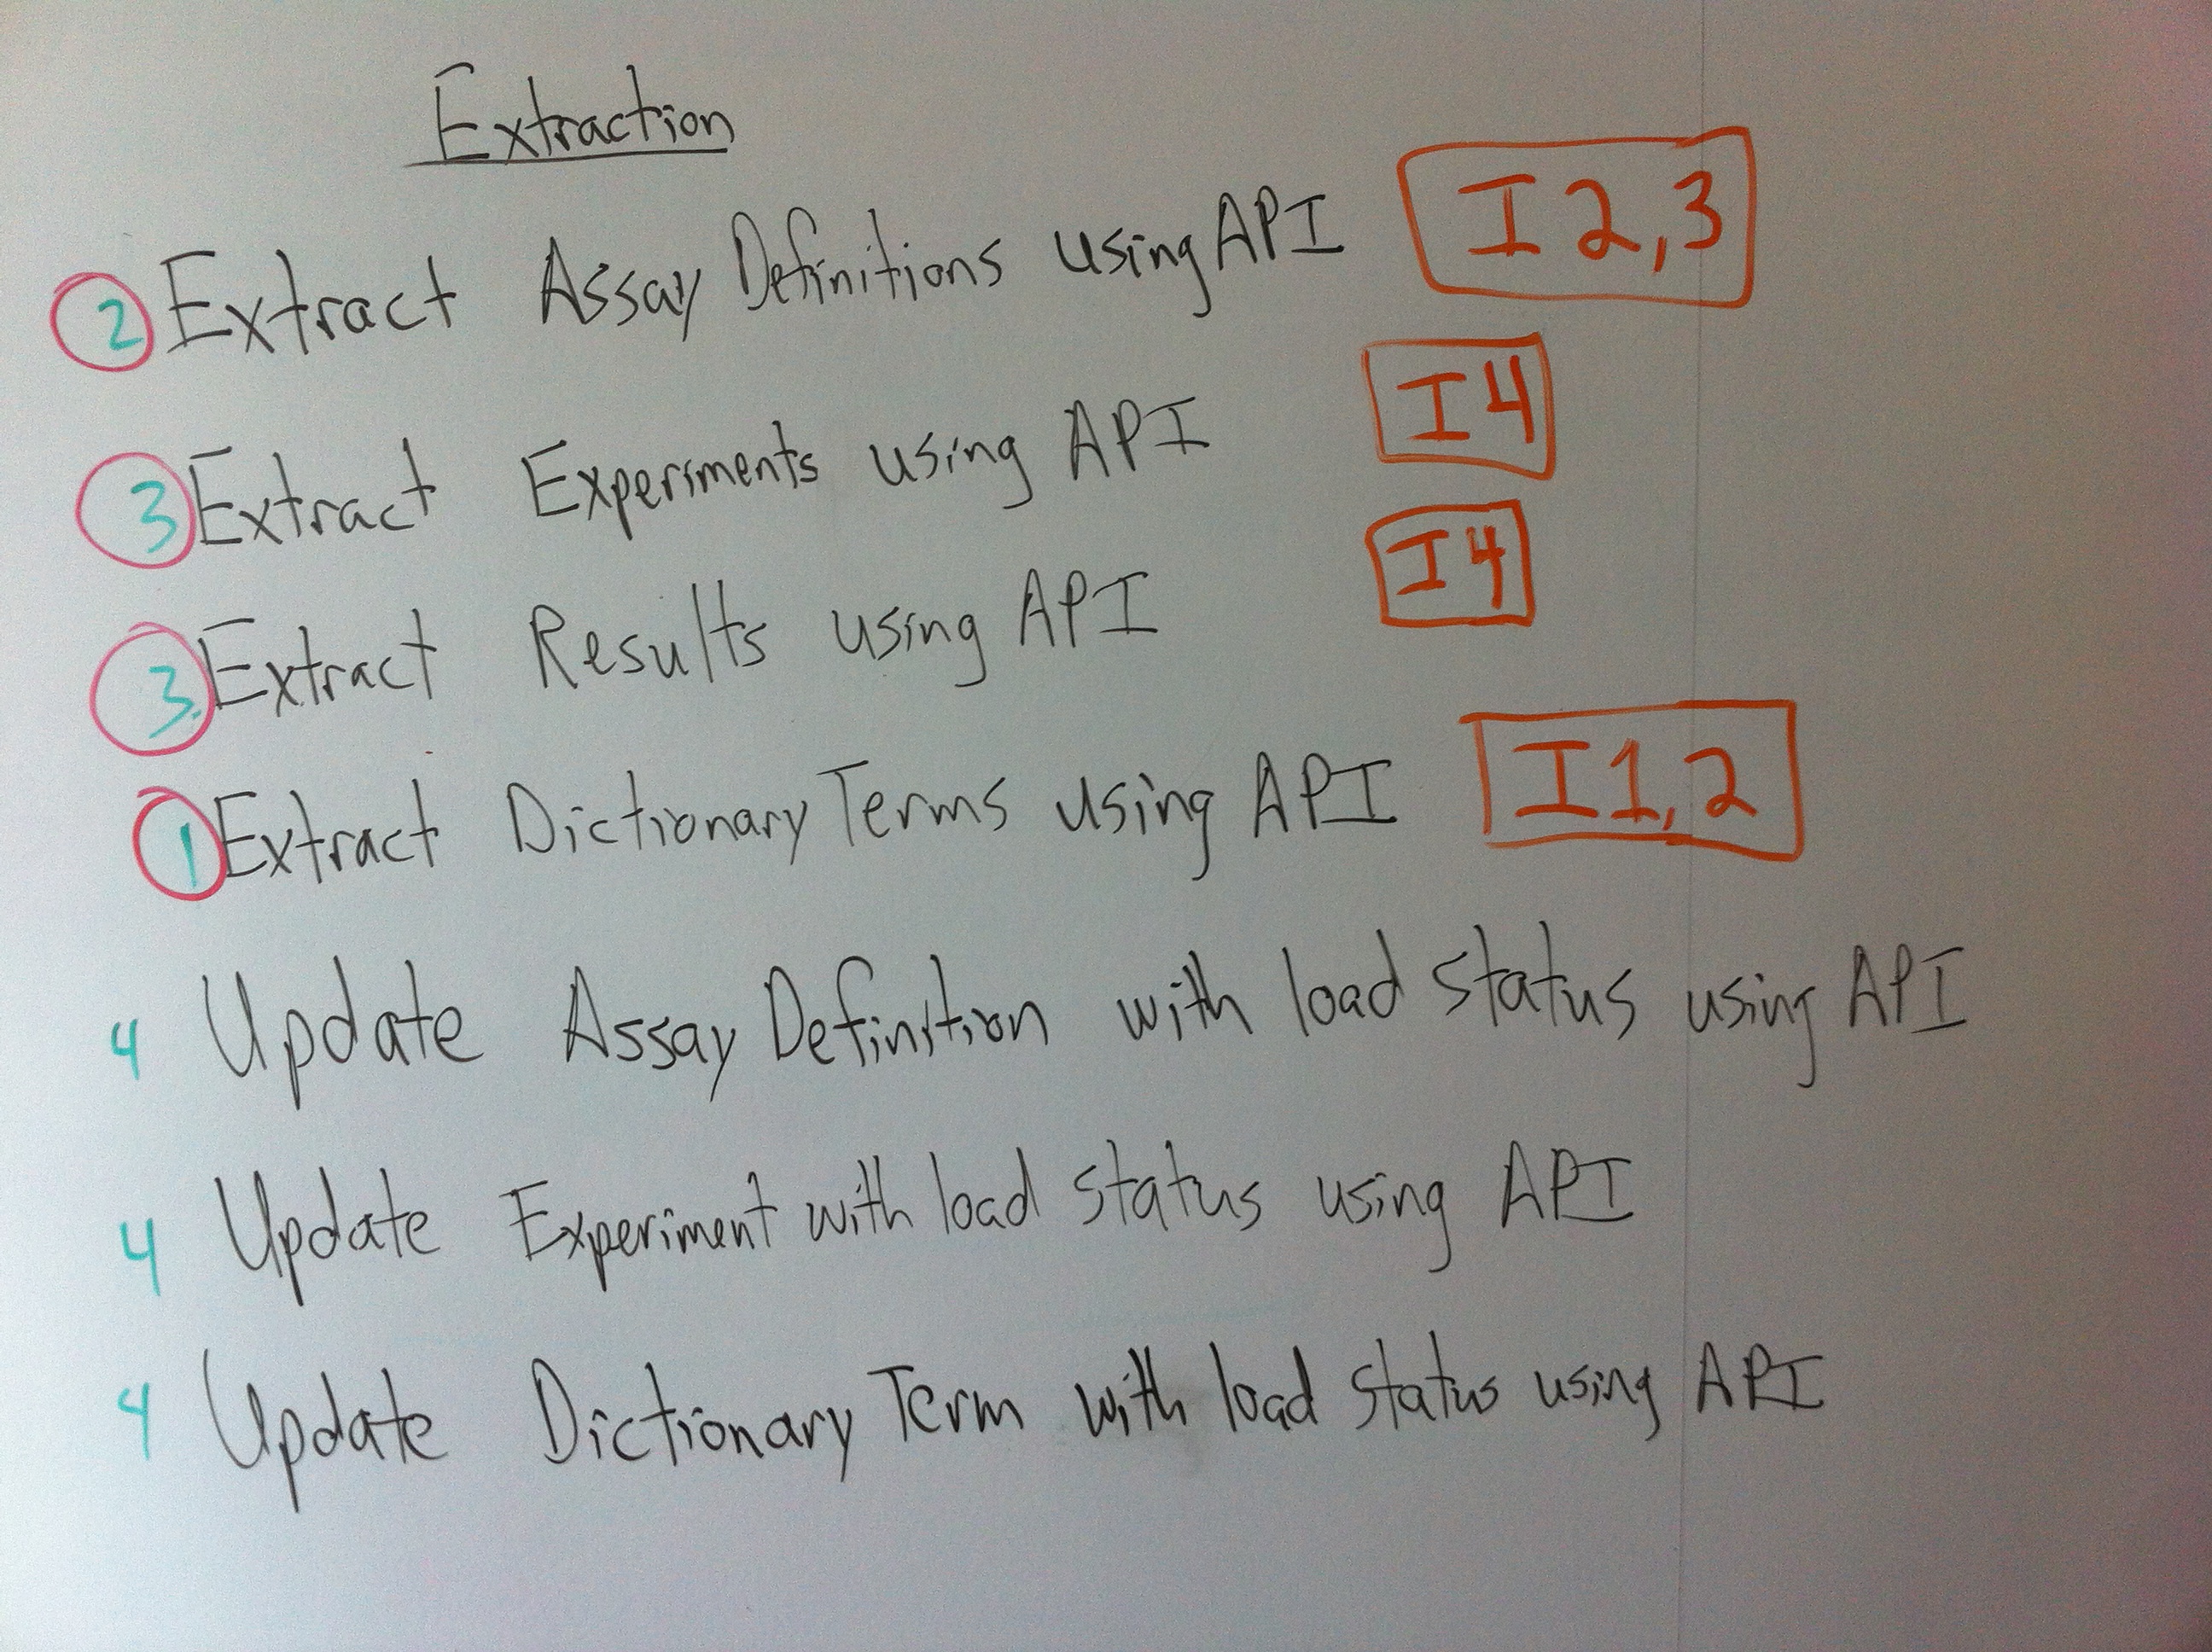 Extraction
2 Extract Assay Definitions using API I 2,3
3 Extract Experiments using API I4
3. Extract Results using API I4
1 Extract Dictionary Terms using API I1,2
4 Update Assay Definition with load status using API
4 Update Experiment with load status using API
4 Update Dictionary Term with load status using API